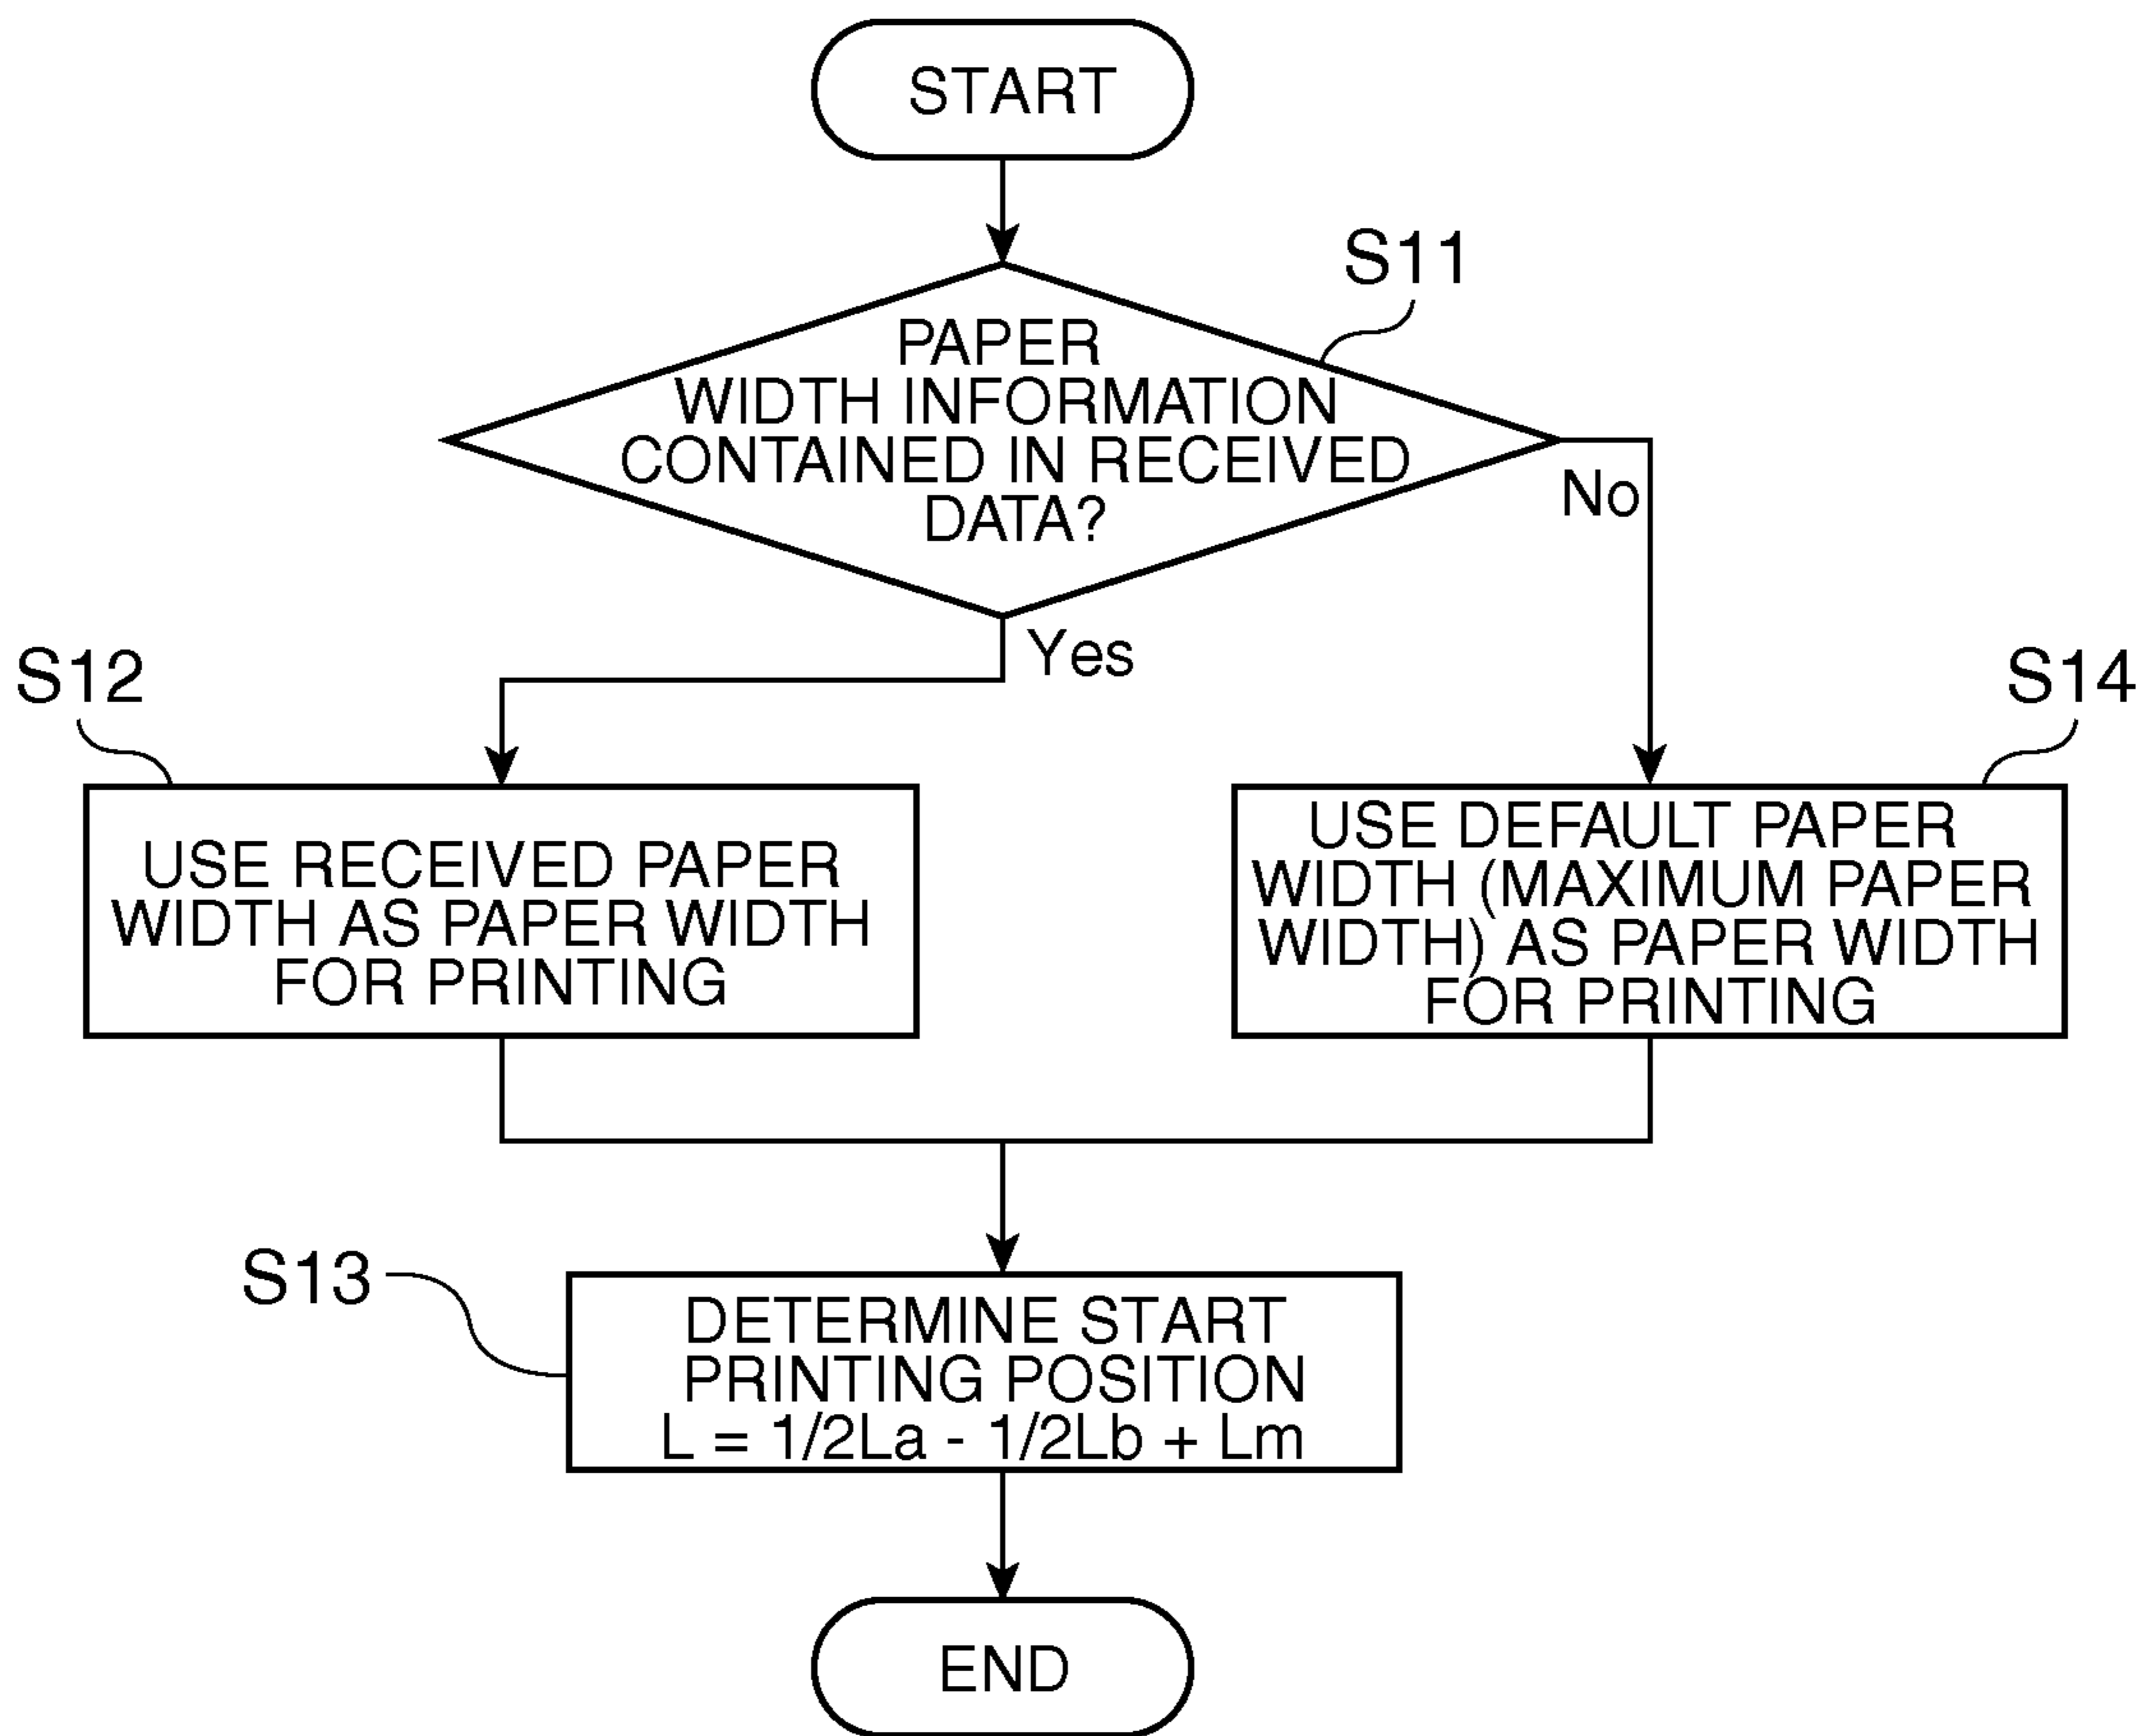 START
S11
PAPER
WIDTH INFORMATION
CONTAINED IN RECEIVED
DATA?
No
Yes
S12
USE RECEIVED PAPER
WIDTH AS PAPER WIDTH
FOR PRINTING
S14
USE DEFAULT PAPER
WIDTH (MAXIMUM PAPER
WIDTH) AS PAPER WIDTH
FOR PRINTING
S13
DETERMINE START
PRINTING POSITION
L = 1/2La - 1/2Lb + Lm
END